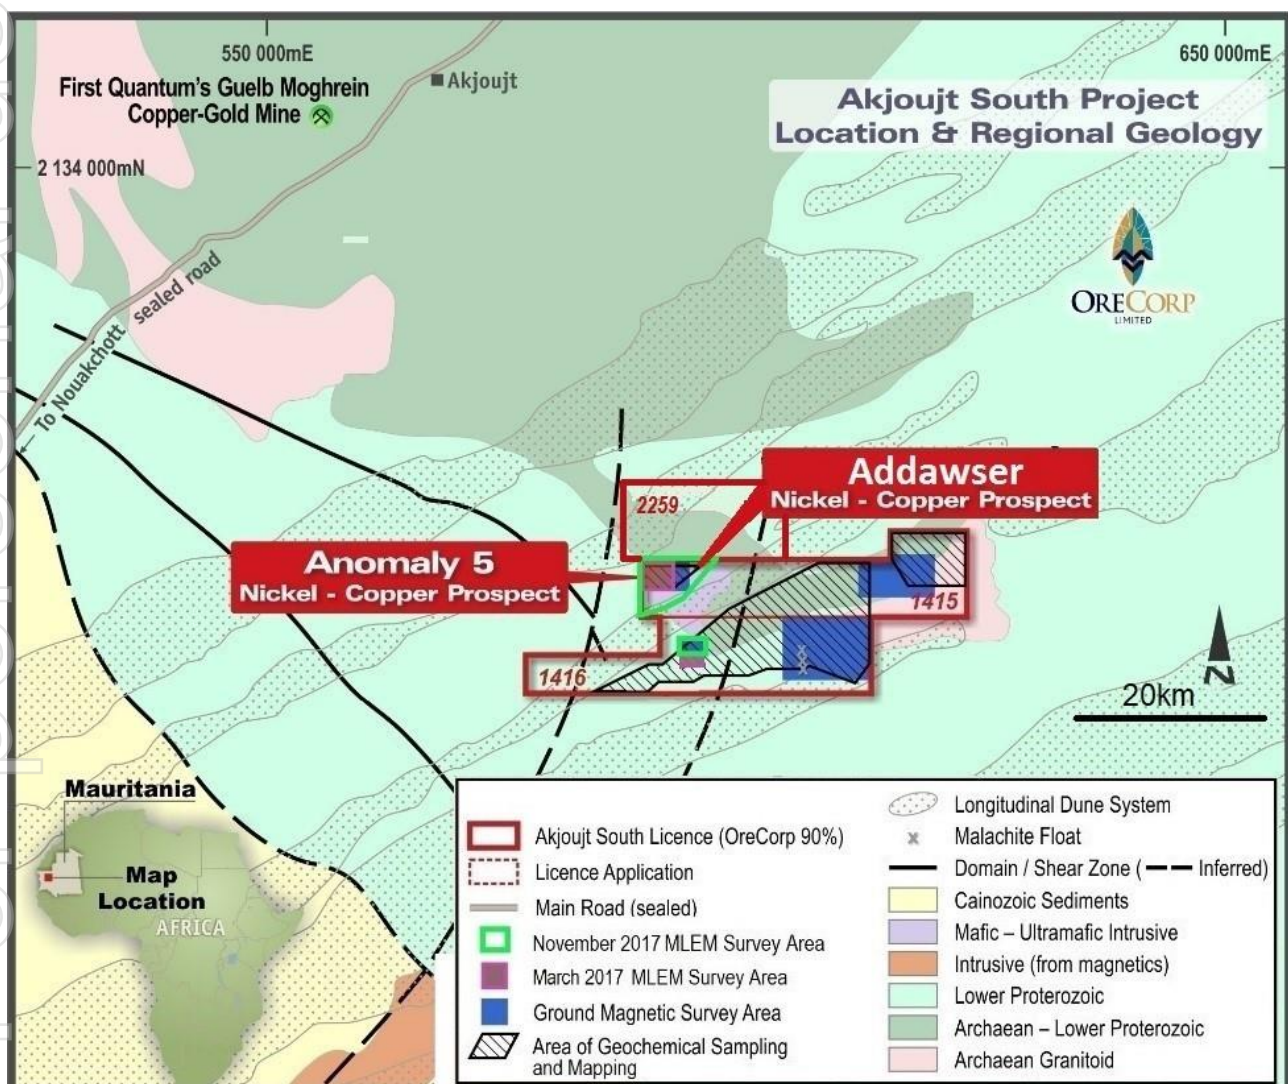 550 000mE
650 000mE
First Quantum's Guelb Moghrein
Copper-Gold Mine
Akjoujt
Akjoujt South Project
Location & Regional Geology
2 134 000mN
ORECORP
LIMITED
To Nouakchott
sealed road
Addawser
Nickel - Copper Prospect
2259
Anomaly 5
Nickel - Copper Prospect
1415
1416
N
20km
Mauritania
Map
Location
AFRICA
Akjoujt South Licence (OreCorp 90%)
Licence Application
Main Road (sealed)
November 2017 MLEM Survey Area
March 2017 MLEM Survey Area
Ground Magnetic Survey Area
Area of Geochemical Sampling
and Mapping
Longitudinal Dune System
Malachite Float
Domain / Shear Zone ( Inferred)
Cainozoic Sediments
Mafic – Ultramafic Intrusive
Intrusive (from magnetics)
Lower Proterozoic
Archaean – Lower Proterozoic
Archaean Granitoid